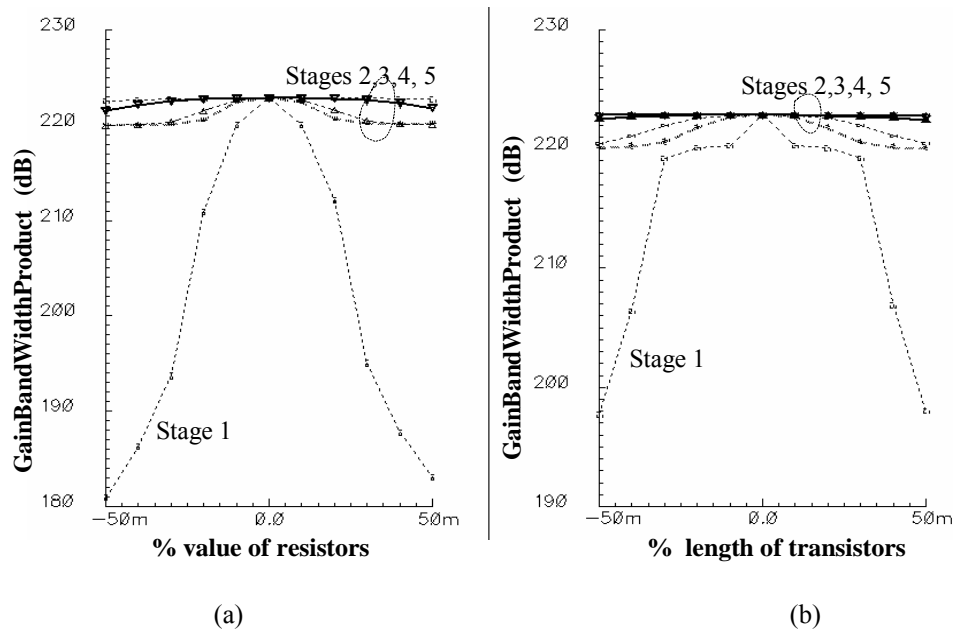 230
220
210
200
190
180
-50m
0.0
50m
GainBandWidthProduct (dB)
% value of resistors
Stages 2,3,4, 5
Stage 1
(a)
230
220
210
200
190
-50m
0.0
50m
GainBandWidthProduct (dB)
% length of transistors
Stages 2,3,4, 5
Stage 1
(b)